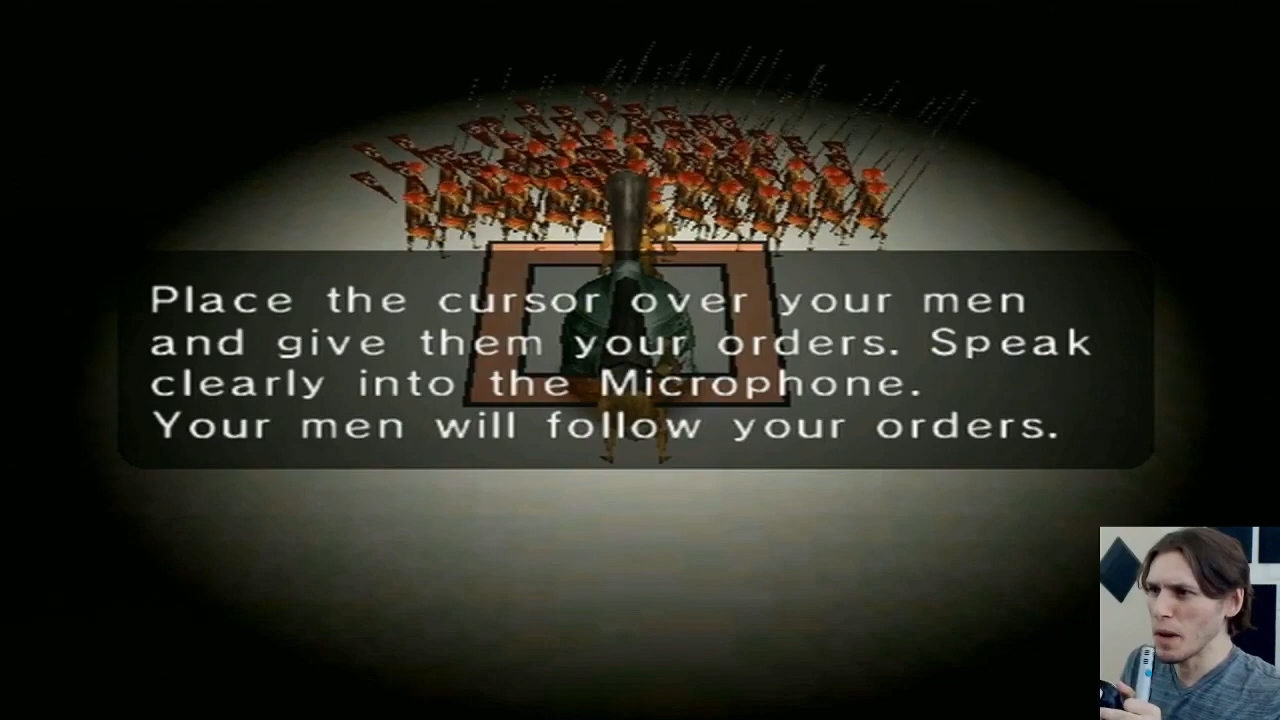 Place the cursor over your men
and give them your orders. Speak
clearly into the Microphone.
Your men will follow your orders.